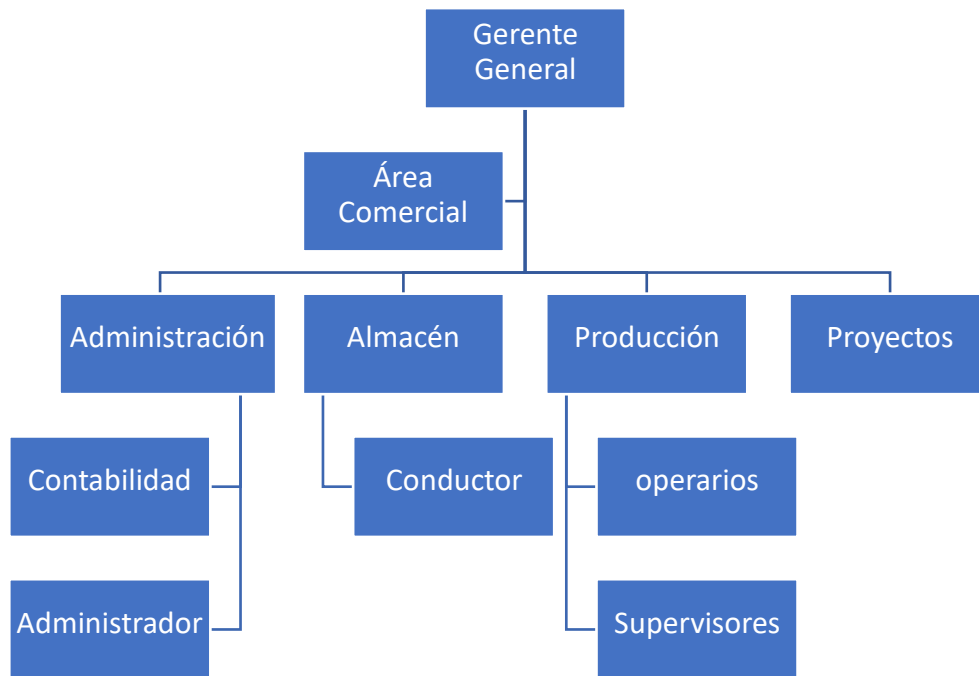 Gerente
General
Área
Comercial
Administración
Almacén
Producción
Proyectos
Contabilidad
Conductor
operarios
Administrador
Supervisores